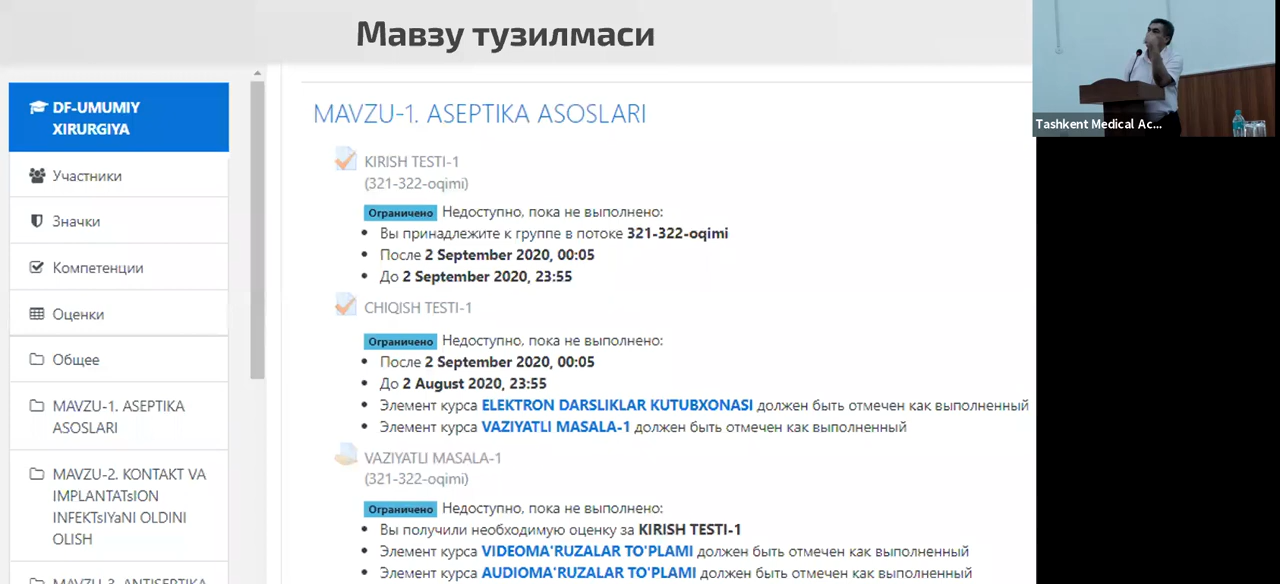 Мавзу тузилмаси
DF-UMUMIY
XIRURGIYA
Участники
Значки
Компетенции
Оценки
Общее
MAVZU-1. ASEPTIKA
ASOSLARI
MAVZU-2. KONTAKT VA
IMPLANTATsION
INFEKTsIYaNI OLDINI
OLISH
MAVZU-3. ANTISEPTIKA
MAVZU-1. ASEPTIKA ASOSLARI
KIRISH TESTI-1
(321-322-oqimi)
Ограничено Недоступно, пока не выполнено:
• Вы принадлежите к группе в потоке 321-322-oqimi
• После 2 September 2020, 00:05
• До 2 September 2020, 23:55
CHIQISH TESTI-1
Ограничено Недоступно, пока не выполнено:
• После 2 September 2020, 00:05
• До 2 August 2020, 23:55
• Элемент курса ELEKTRON DARSLIKLAR KUTUBXONASI должен быть отмечен как выполненный
• Элемент курса VAZIYATLI MASALA-1 должен быть отмечен как выполненный
VAZIYATLI MASALA-1
(321-322-oqimi)
Ограничено Недоступно, пока не выполнено:
• Вы получили необходимую оценку за KIRISH TESTI-1
• Элемент курса VIDEOMA'RUZALAR TO'PLAMI должен быть отмечен как выполненный
• Элемент курса AUDIOMA'RUZALAR TO'PLAMI должен быть отмечен как выполненный
Tashkent Medical Ac...